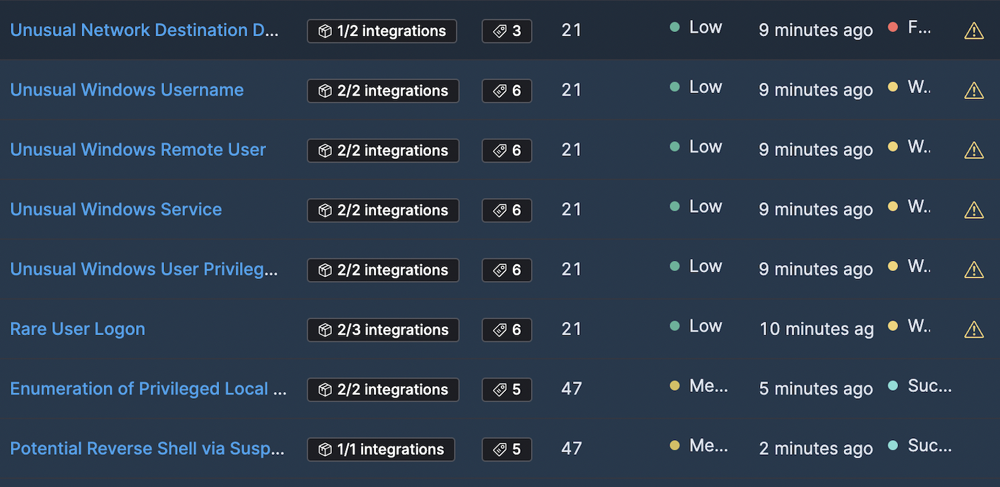 Unusual Network Destination D... 1/2 integrations 3 21 Low 9 minutes ago F...
Unusual Windows Username 2/2 integrations 6 21 Low 9 minutes ago W..
Unusual Windows Remote User 2/2 integrations 6 21 Low 9 minutes ago W..
Unusual Windows Service 2/2 integrations 6 21 Low 9 minutes ago W..
Unusual Windows User Privileg... 2/2 integrations 6 21 Low 9 minutes ago W..
Rare User Logon 2/3 integrations 6 21 Low 10 minutes ag W..
Enumeration of Privileged Local ... 2/2 integrations 5 47 Me... 5 minutes ago Suc...
Potential Reverse Shell via Susp... 1/1 integrations 5 47 Me... 2 minutes ago Suc...